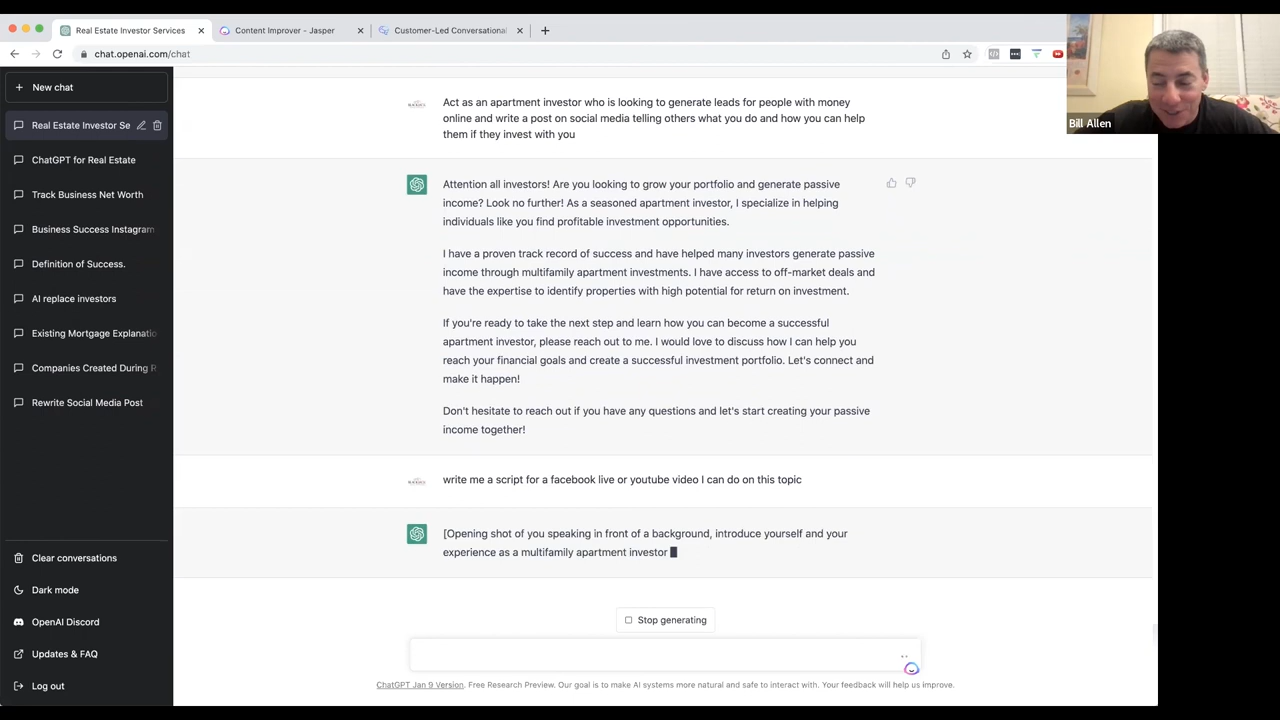 Real Estate Investor Services
Content Improver - Jasper
Customer-Led Conversational
chat.openai.com/chat
Bill Allen
New chat
Real Estate Investor Se
ChatGPT for Real Estate
Track Business Net Worth
Business Success Instagram
Definition of Success.
AI replace investors
Existing Mortgage Explanatio
Companies Created During R
Rewrite Social Media Post
Clear conversations
Dark mode
OpenAI Discord
Updates & FAQ
Log out
Act as an apartment investor who is looking to generate leads for people with money
online and write a post on social media telling others what you do and how you can help
them if they invest with you
Attention all investors! Are you looking to grow your portfolio and generate passive
income? Look no further! As a seasoned apartment investor, I specialize in helping
individuals like you find profitable investment opportunities.
I have a proven track record of success and have helped many investors generate passive
income through multifamily apartment investments. I have access to off-market deals and
have the expertise to identify properties with high potential for return on investment.
If you're ready to take the next step and learn how you can become a successful
apartment investor, please reach out to me. I would love to discuss how I can help you
reach your financial goals and create a successful investment portfolio. Let's connect and
make it happen!
Don't hesitate to reach out if you have any questions and let's start creating your passive
income together!
write me a script for a facebook live or youtube video I can do on this topic
[Opening shot of you speaking in front of a background, introduce yourself and your
experience as a multifamily apartment investor
Stop generating
ChatGPT Jan 9 Version. Free Research Preview. Our goal is to make AI systems more natural and safe to interact with. Your feedback will help us improve.